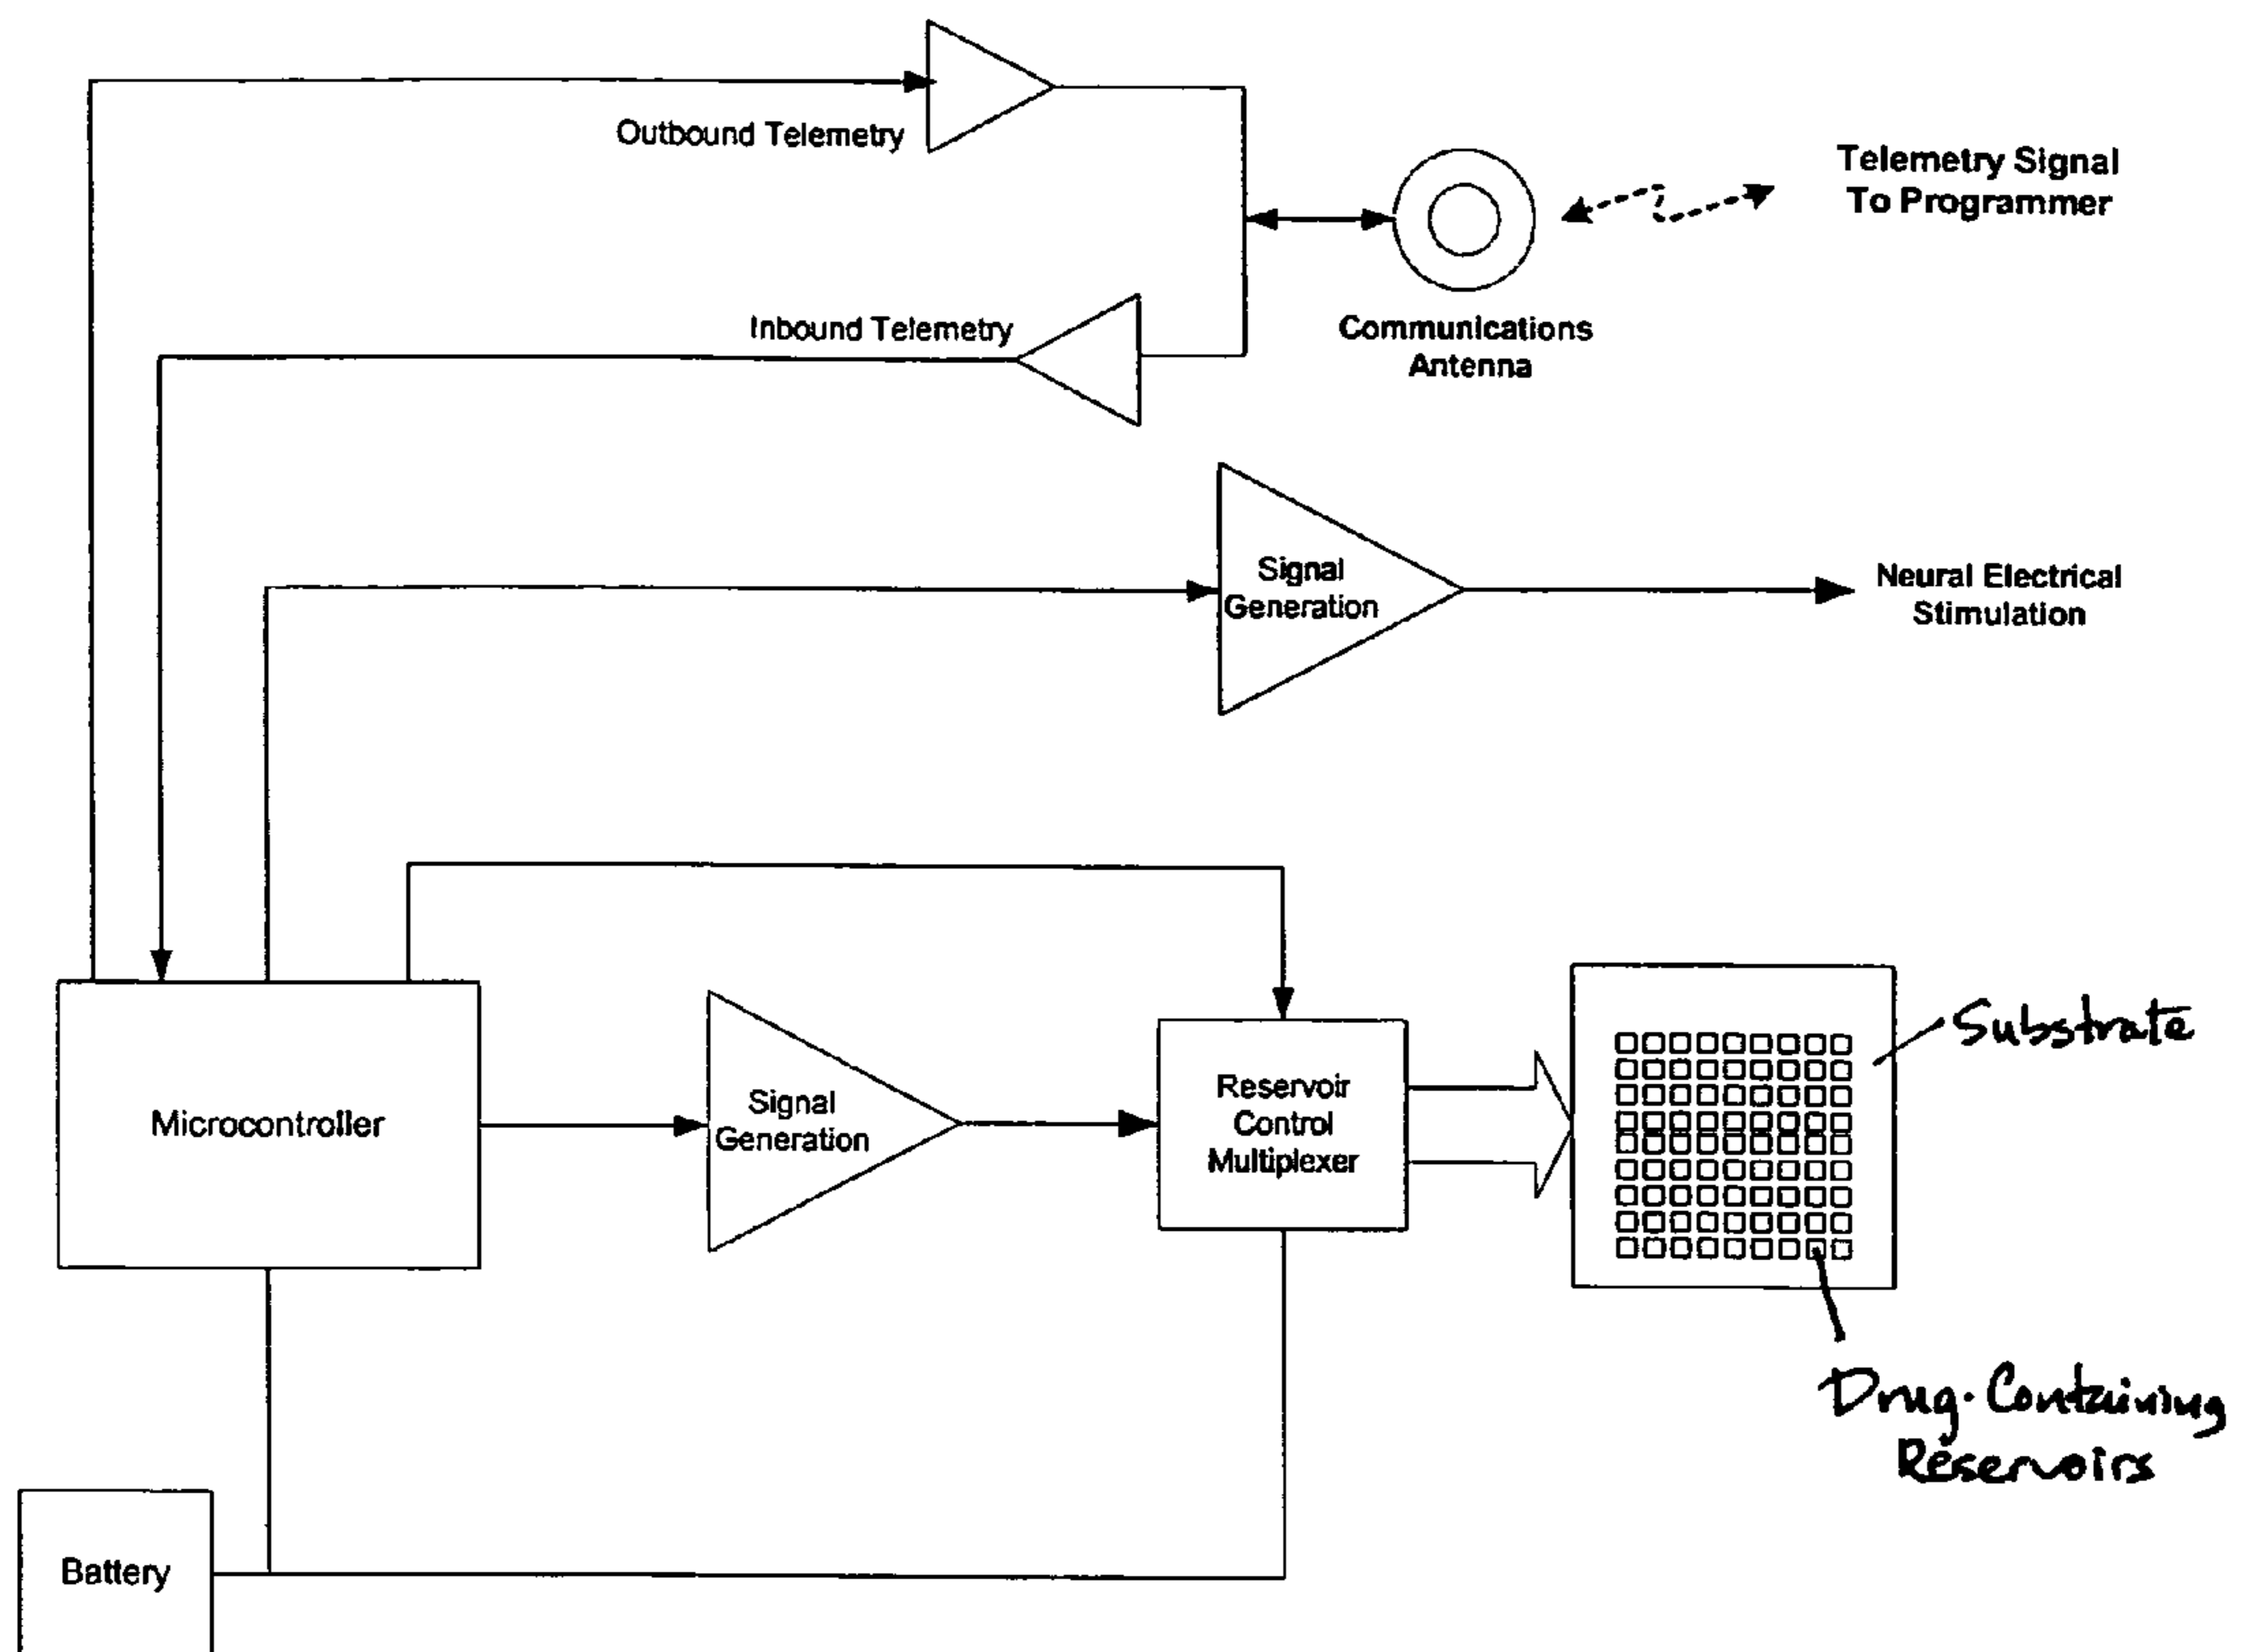 Outbound Telemetry
Telemetry Signal
To Programmer
Inbound Telemetry
Communications
Antenna
Signal
Generation
Neural Electrical
Stimulation
Substrate
Microcontroller
Signal
Generation
Reservoir
Control
Multiplexer
Drug-Containing
Reservoirs
Battery